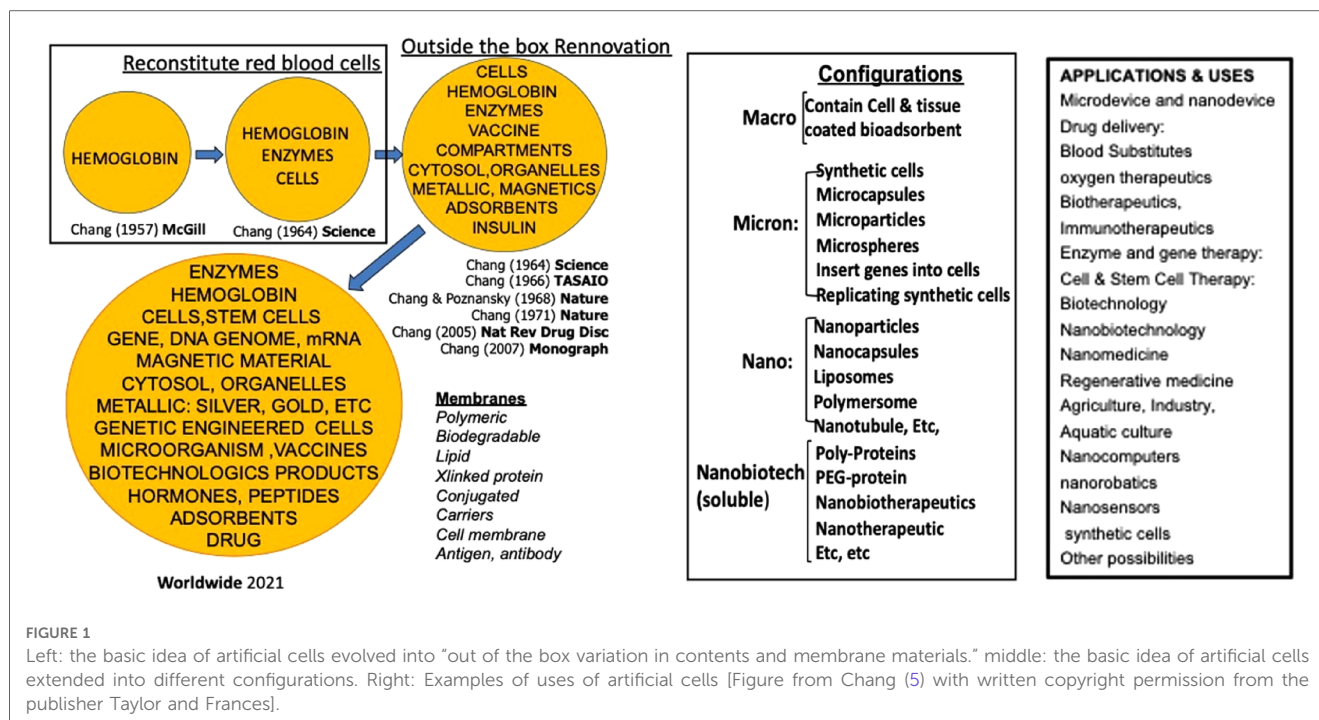 Reconstitute red blood cells
HEMOGLOBIN
HEMOGLOBIN
ENZYMES
CELLS
Chang (1957) McGill
Chang (1964) Science
Outside the box Rennovation
CELLS
HEMOGLOBIN
ENZYMES
VACCINE
COMPARTMENTS
CYTOSOL,ORGANELLES
METALLIC, MAGNETICS
ADSORBENTS
INSULIN
Chang (1964) Science
Chang (1966) TASAIO
Chang & Poznansky (1968) Nature
Chang (1971) Nature
Chang (2005) Nat Rev Drug Disc
Chang (2007) Monograph
ENZYMES
HEMOGLOBIN
CELLS,STEM CELLS
GENE, DNA GENOME, mRNA
MAGNETIC MATERIAL
CYTOSOL, ORGANELLES
METALLIC: SILVER, GOLD, ETC
GENETIC ENGINEERED CELLS
MICROORGANISM ,VACCINES
BIOTECHNOLOGICS PRODUCTS
HORMONES, PEPTIDES
ADSORBENTS
DRUG
Worldwide 2021
Membranes
Polymeric
Biodegradable
Lipid
Xlinked protein
Conjugated
Carriers
Cell membrane
Antigen, antibody
Configurations
Macro
Contain Cell & tissue
coated bioadsorbent
Micron:
Synthetic cells
Microcapsules
Microparticles
Microspheres
Insert genes into cells
Replicating synthetic cells
Nano:
Nanoparticles
Nanocapsules
Liposomes
Polymersome
Nanotubule, Etc,
Nanobiotech
(soluble)
Poly-Proteins
PEG-protein
Nanobiotherapeutics
Nanotherapeutic
Etc, etc
APPLICATIONS & USES
Microdevice and nanodevice
Drug delivery:
Blood Substitutes
oxygen therapeutics
Biotherapeutics,
Immunotherapeutics
Enzyme and gene therapy:
Cell & Stem Cell Therapy:
Biotechnology
Nanobiotechnology
Nanomedicine
Regenerative medicine
Agriculture, Industry,
Aquatic culture
Nanocomputers
nanorobatics
Nanosensors
synthetic cells
Other possibilities
FIGURE 1
Left: the basic idea of artificial cells evolved into “out of the box variation in contents and membrane materials.” middle: the basic idea of artificial cells
extended into different configurations. Right: Examples of uses of artificial cells [Figure from Chang (5) with written copyright permission from the
publisher Taylor and Frances].